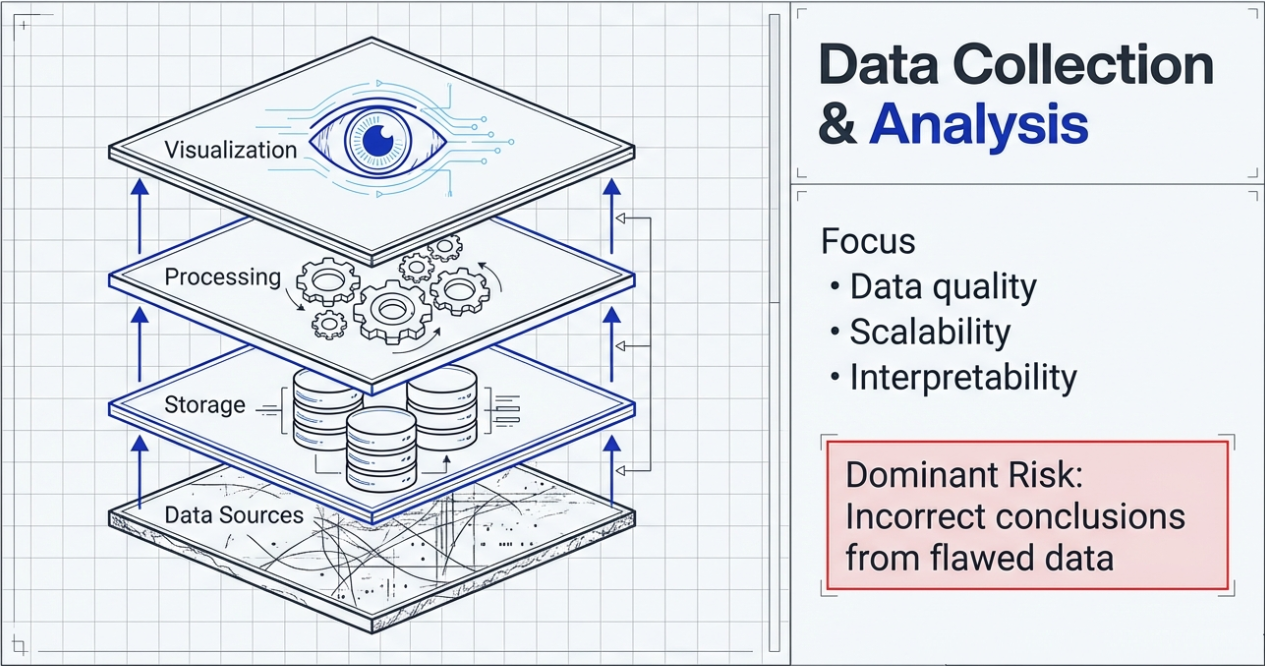 Visualization
Processing
Storage
Data Sources
Data Collection
& Analysis
Focus
• Data quality
• Scalability
• Interpretability
Dominant Risk:
Incorrect conclusions
from flawed data